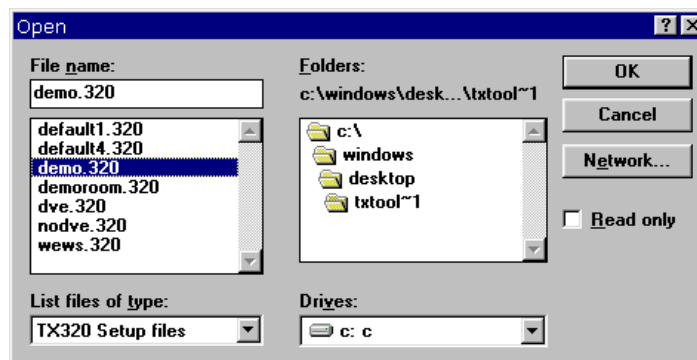 Open
File name:
demo.320
default1.320
default4.320
demo.320
demoroom.320
dve.320
nodve.320
wews.320
List files of type:
TX320 Setup files
Folders:
c:\windows\desk...\txtool~1
c:\
windows
desktop
txtool~1
Drives:
c: c
OK
Cancel
Network...
Read only